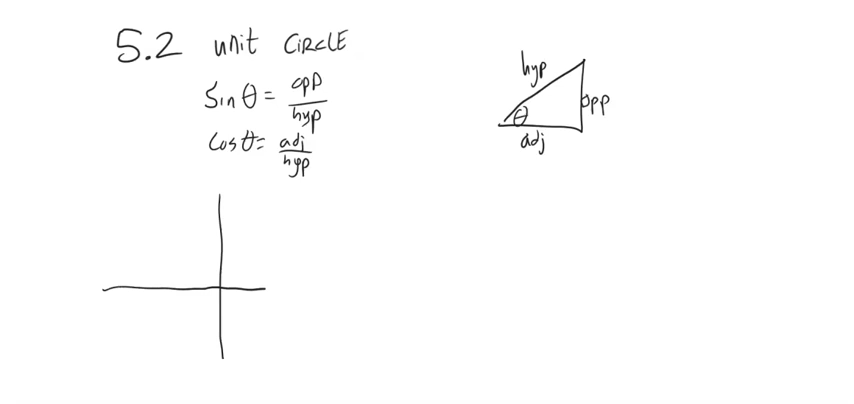 5.2 unit CIRCLE
Sin θ = opp/hyp
cos θ = adj/hyp
hyp
θ
opp
adj